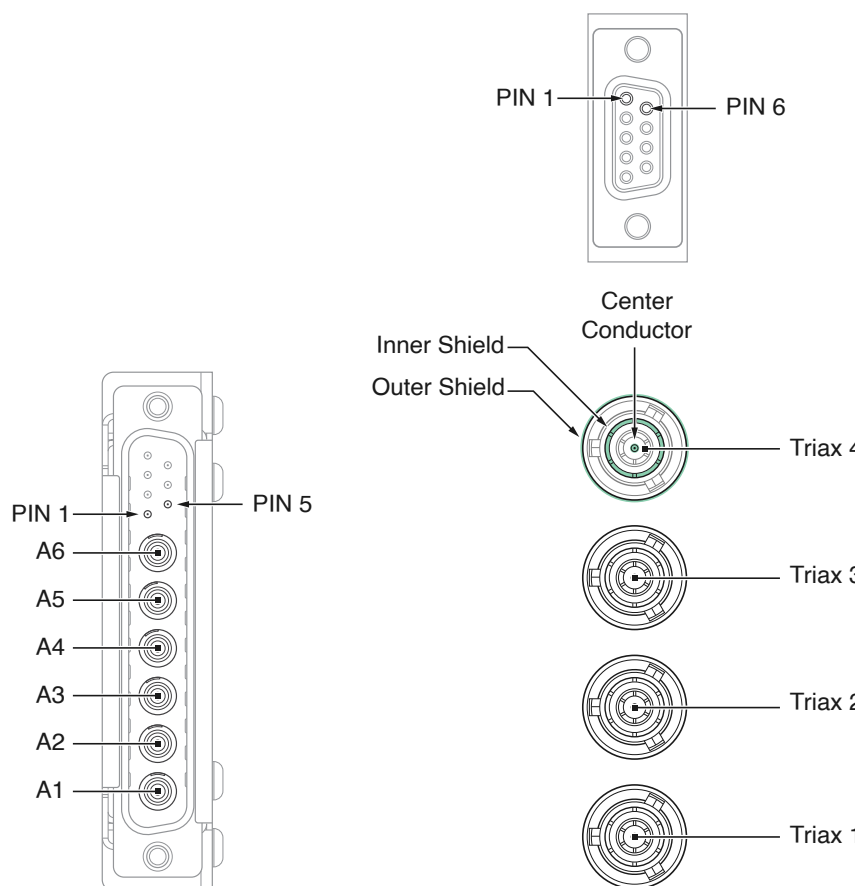 PIN 1
PIN 6
Center
Conductor
Inner Shield
Outer Shield
Triax 4
PIN 5
PIN 1
A6
A5
A4
A3
A2
A1
Triax 3
Triax 2
Triax 1